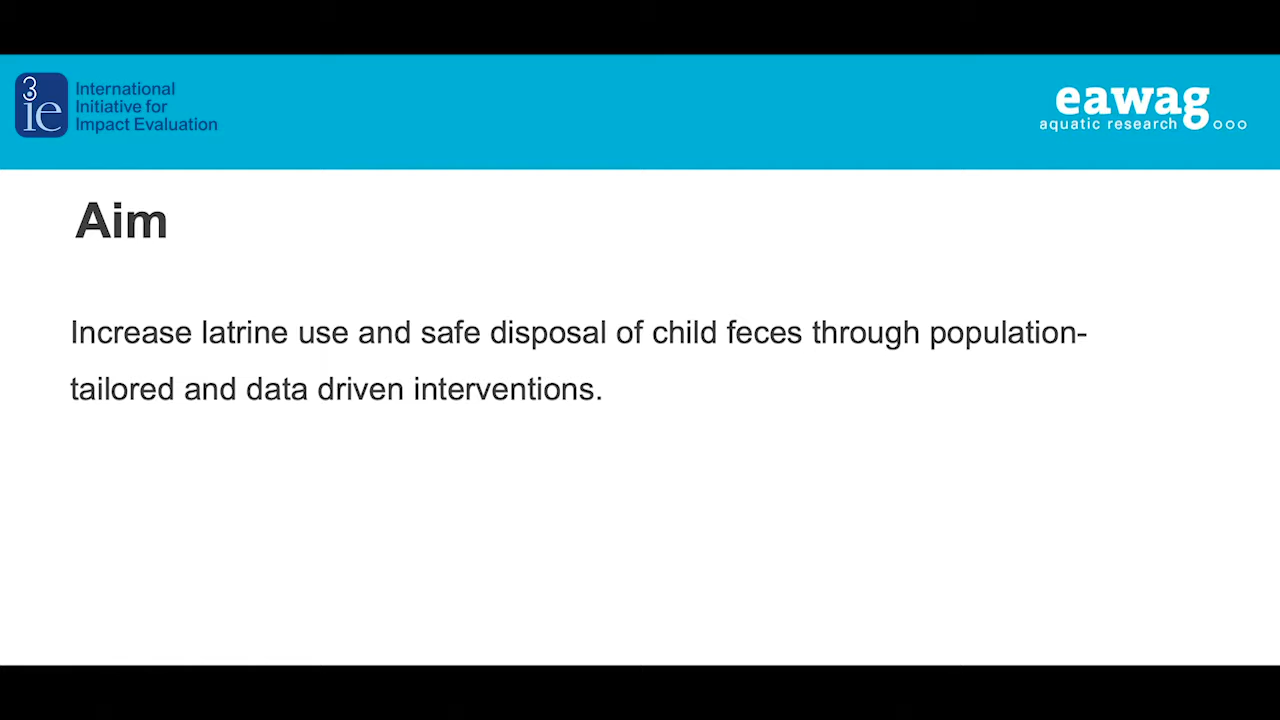 3ie
International
Initiative for
Impact Evaluation
eawag
aquatic research
Aim
Increase latrine use and safe disposal of child feces through population-
tailored and data driven interventions.